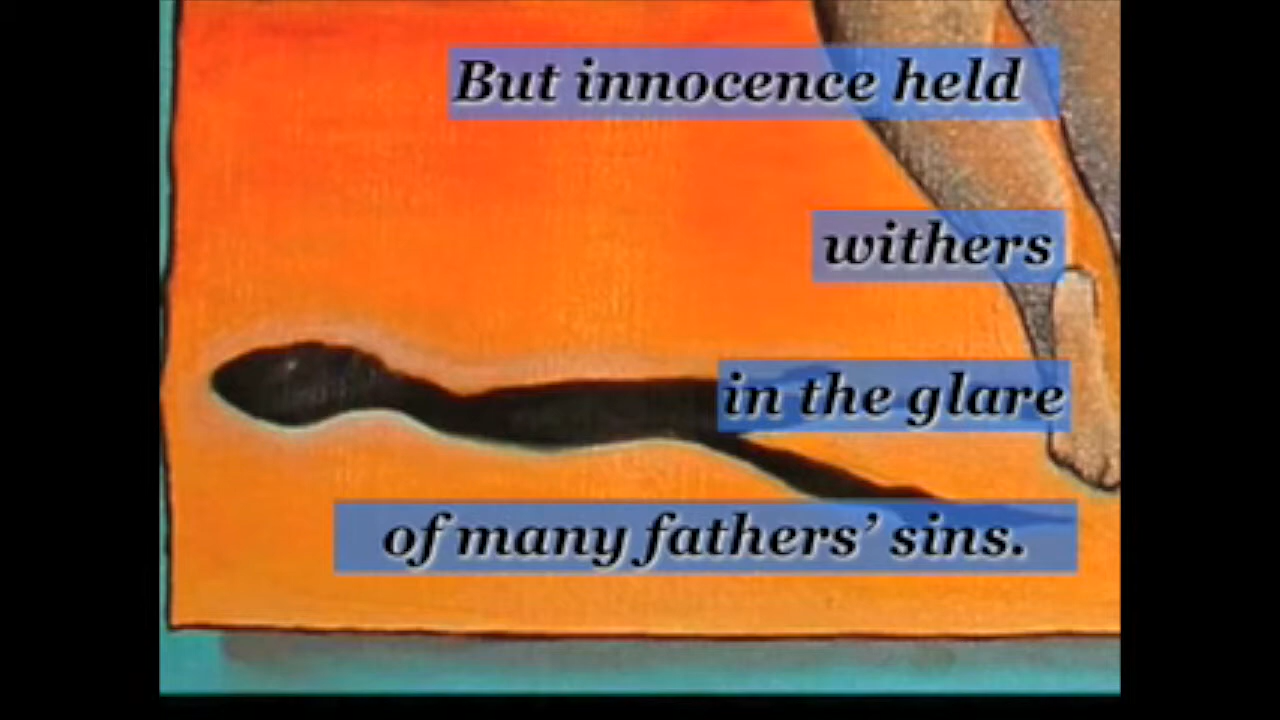 But innocence held
withers
in the glare
of many fathers’ sins.